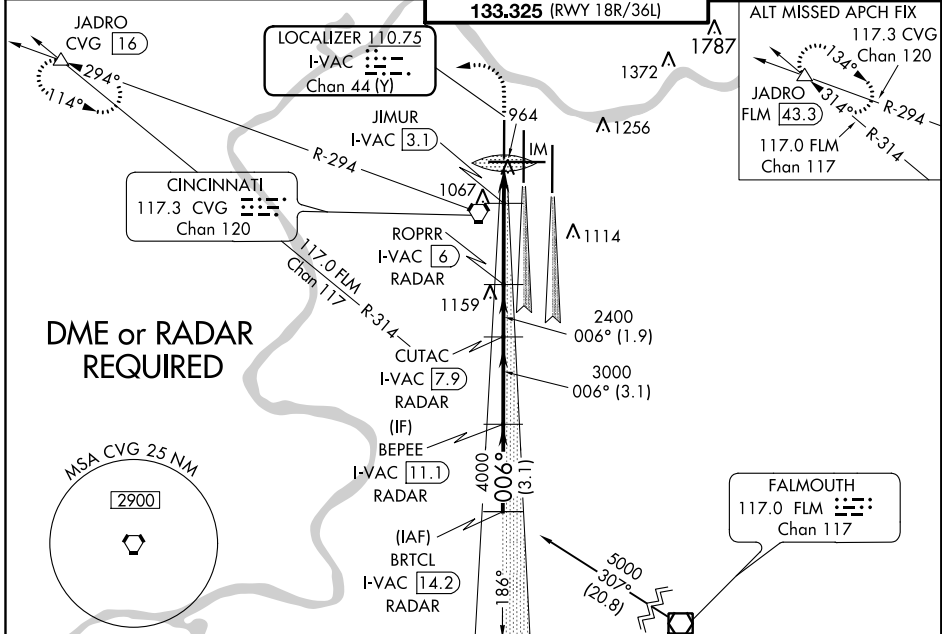 133.325 (RWY 18R/36L)
JADRO
CVG 16
294°
114°
LOCALIZER 110.75
I-VAC
Chan 44 (Y)
1372
1787
ALT MISSED APCH FIX
117.3 CVG
Chan 120
134°
314°
JADRO
FLM 43.3
R-294
R-314
117.0 FLM
Chan 117
JIMUR
I-VAC 3.1
964
IM
1256
R-294
CINCINNATI
117.3 CVG
Chan 120
1067
1114
ROPRR
I-VAC 6
RADAR
117.0 FLM
Chan 117
R-314
1159
DME or RADAR
REQUIRED
2400
006° (1.9)
CUTAC
I-VAC 7.9
RADAR
3000
006° (3.1)
(IF)
BEPEE
I-VAC 11.1
RADAR
4000
006°
(3.1)
MSA CVG 25 NM
2900
(IAF)
BRTCL
I-VAC 14.2
RADAR
186°
FALMOUTH
117.0 FLM
Chan 117
5000
307°
(20.8)